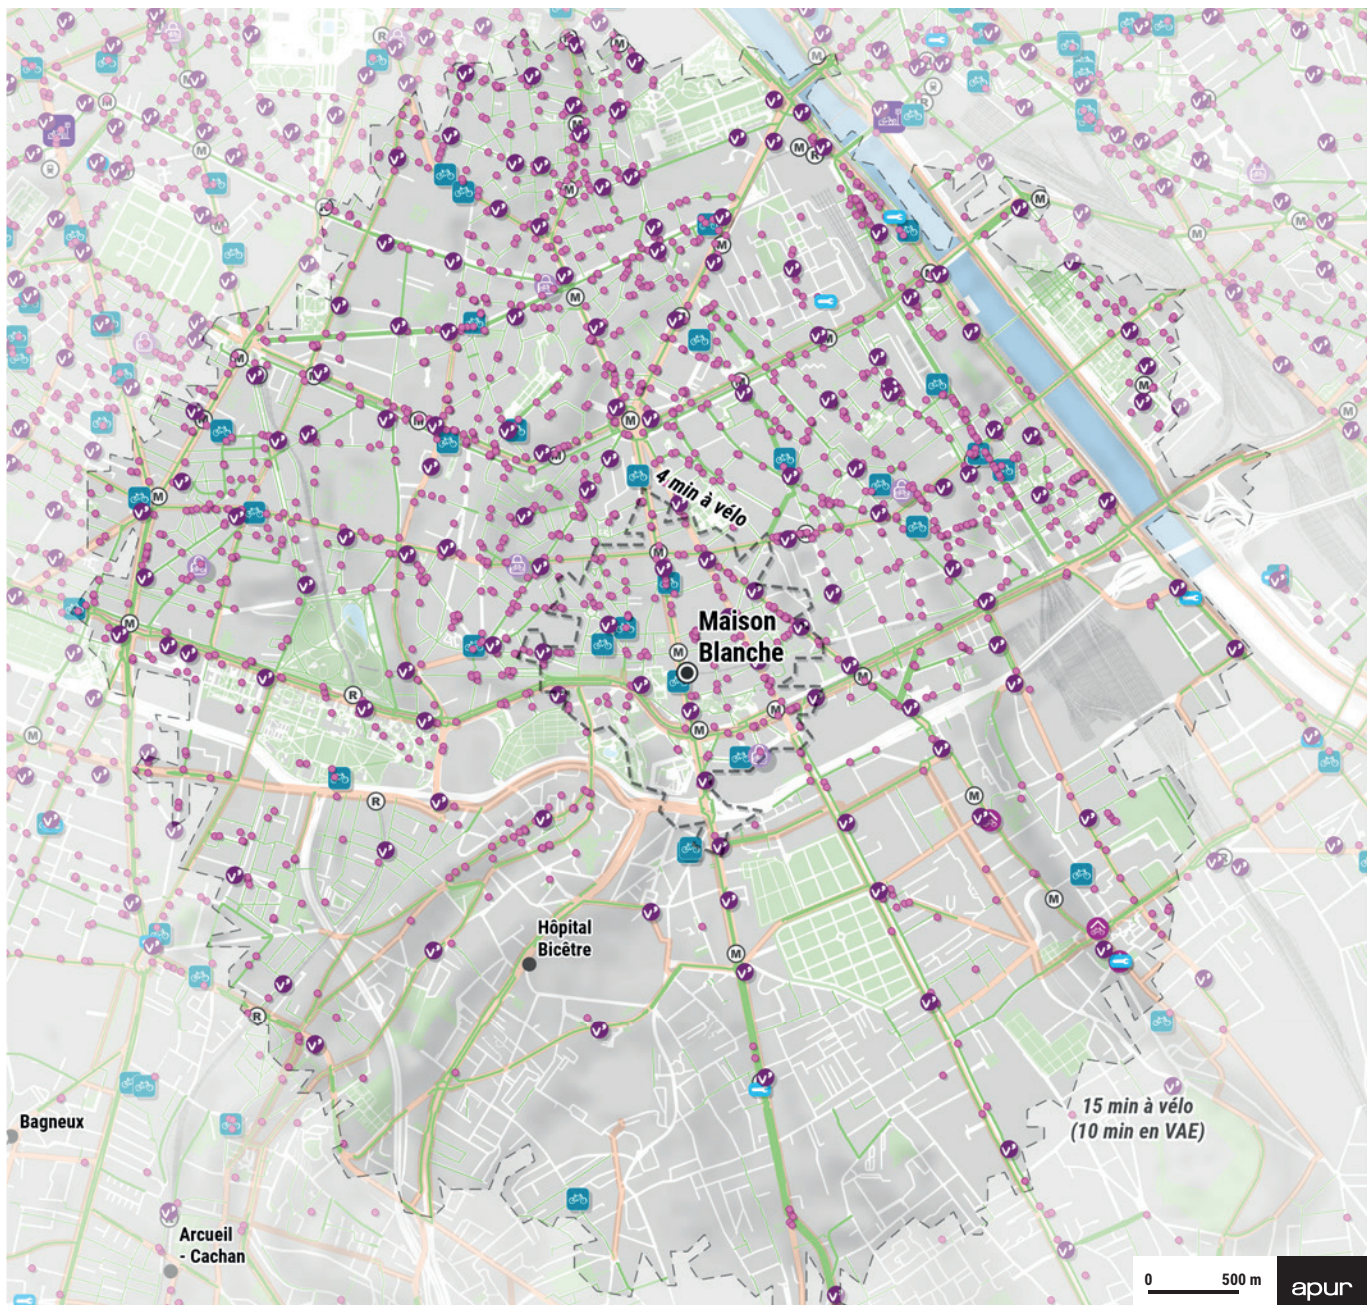 4 min à vélo
Maison
Blanche
Hôpital
Bicêtre
15 min à vélo
(10 min en VAE)
Bagneux
Arcueil
- Cachan
0 500 m
apur